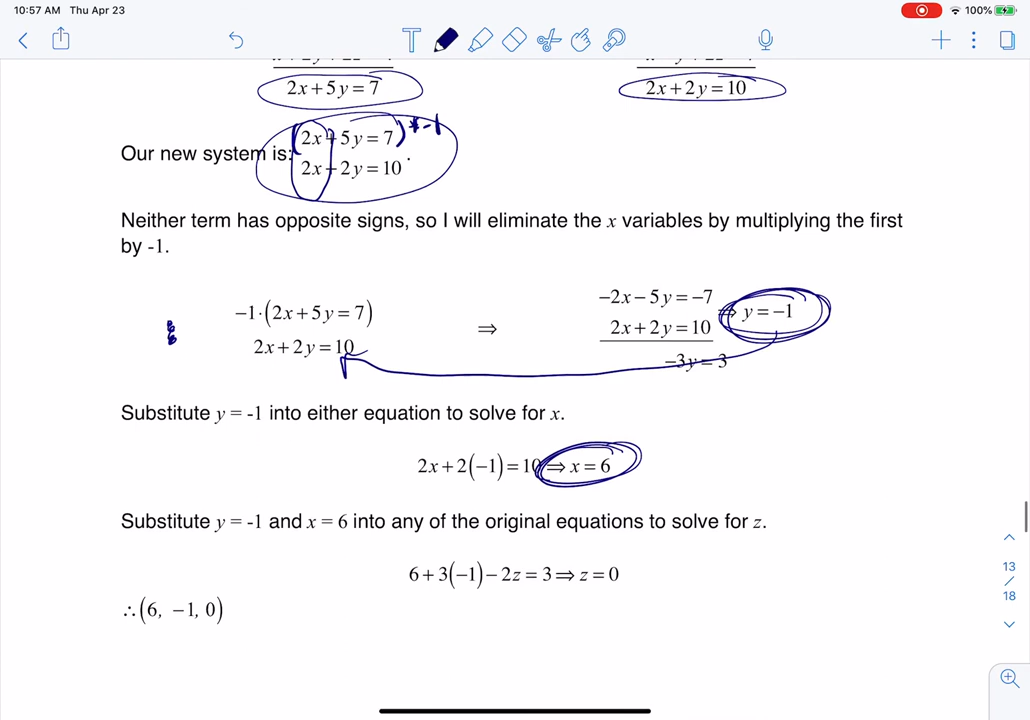 10:57 AM Thu Apr 23
100%
T
2x+5y=7
2x+2y=10
(2x+5y=7)*-1
Our new system is:
2x+2y=10.
Neither term has opposite signs, so I will eliminate the x variables by multiplying the first
by -1.
−1·(2x+5y=7)
2x+2y=10
⇒
−2x−5y=−7
2x+2y=10
−3y=3
⇒ y=−1
Substitute y = -1 into either equation to solve for x.
2x+2(−1)=10⇒x=6
Substitute y = -1 and x = 6 into any of the original equations to solve for z.
6+3(−1)−2z=3⇒z=0
∴(6, −1, 0)
13
/
18